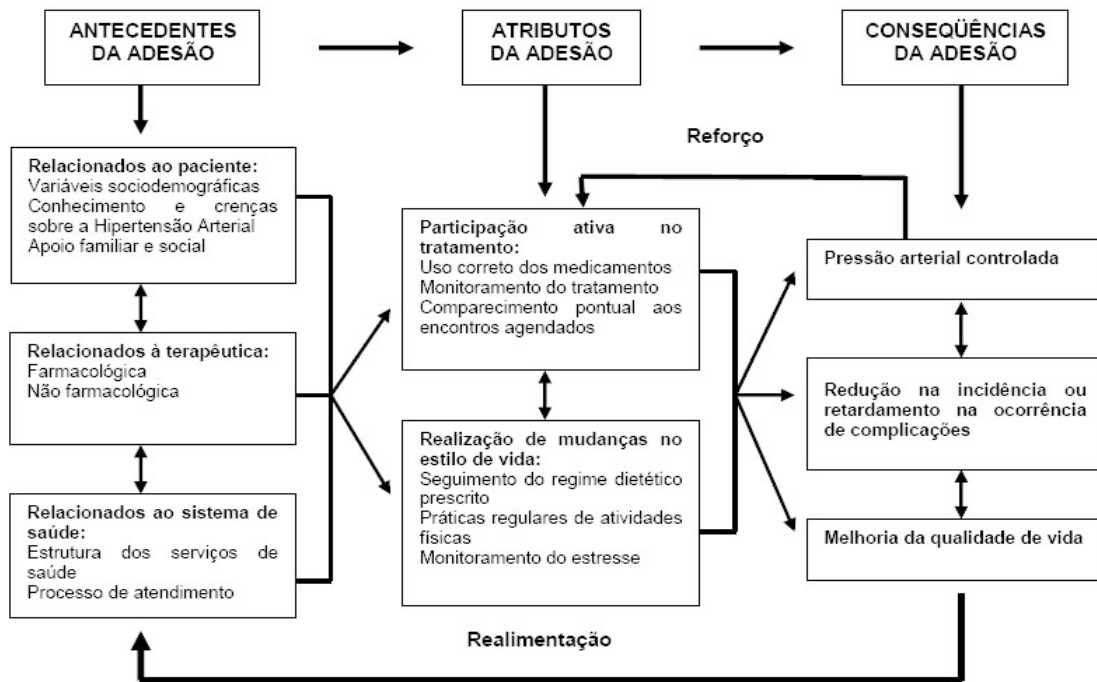 ANTECEDENTES
DA ADESÃO
ATRIBUTOS
DA ADESÃO
CONSEQÜÊNCIAS
DA ADESÃO
Reforço
Relacionados ao paciente:
Variáveis sociodemográficas
Conhecimento e crenças
sobre a Hipertensão Arterial
Apoio familiar e social
Relacionados à terapêutica:
Farmacológica
Não farmacológica
Relacionados ao sistema de
saúde:
Estrutura dos serviços de
saúde
Processo de atendimento
Participação ativa no
tratamento:
Uso correto dos medicamentos
Monitoramento do tratamento
Comparecimento pontual aos
encontros agendados
Realização de mudanças no
estilo de vida:
Seguimento do regime dietético
prescrito
Práticas regulares de atividades
físicas
Monitoramento do estresse
Pressão arterial controlada
Redução na incidência ou
retardamento na ocorrência
de complicações
Melhoria da qualidade de vida
Realimentação